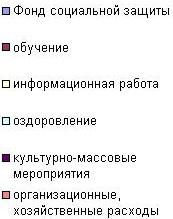 Фонд социальной защиты
обучение
информационная работа
оздоровление
культурно-массовые
мероприятия
организационные,
хозяйственные расходы